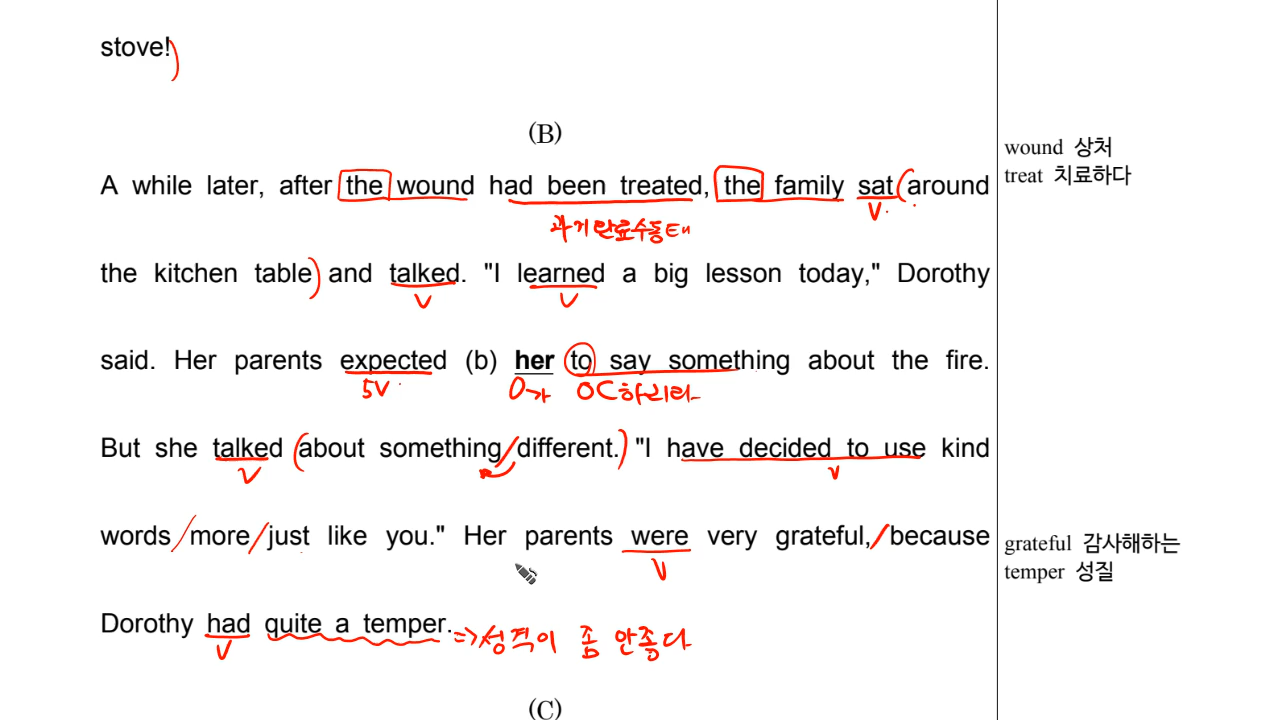 stove!
(B)
wound 상처
treat 치료하다
A while later, after the wound had been treated, the family sat around
V
과거완료수동태
the kitchen table and talked. "I learned a big lesson today," Dorothy
V V
said. Her parents expected (b) her to say something about the fire.
5V O가 OC하리라
But she talked about something different. "I have decided to use kind
V V
words more just like you." Her parents were very grateful, because
V
grateful 감사해하는
temper 성질
Dorothy had quite a temper. => 성격이 좀 안좋다
V
(C)